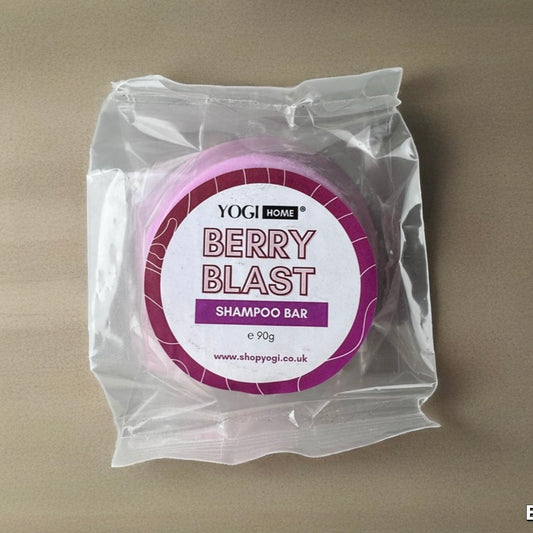 YOGI HOME ®
BERRY
BLAST
SHAMPOO BAR
e 90g
www.shopyogi.co.uk